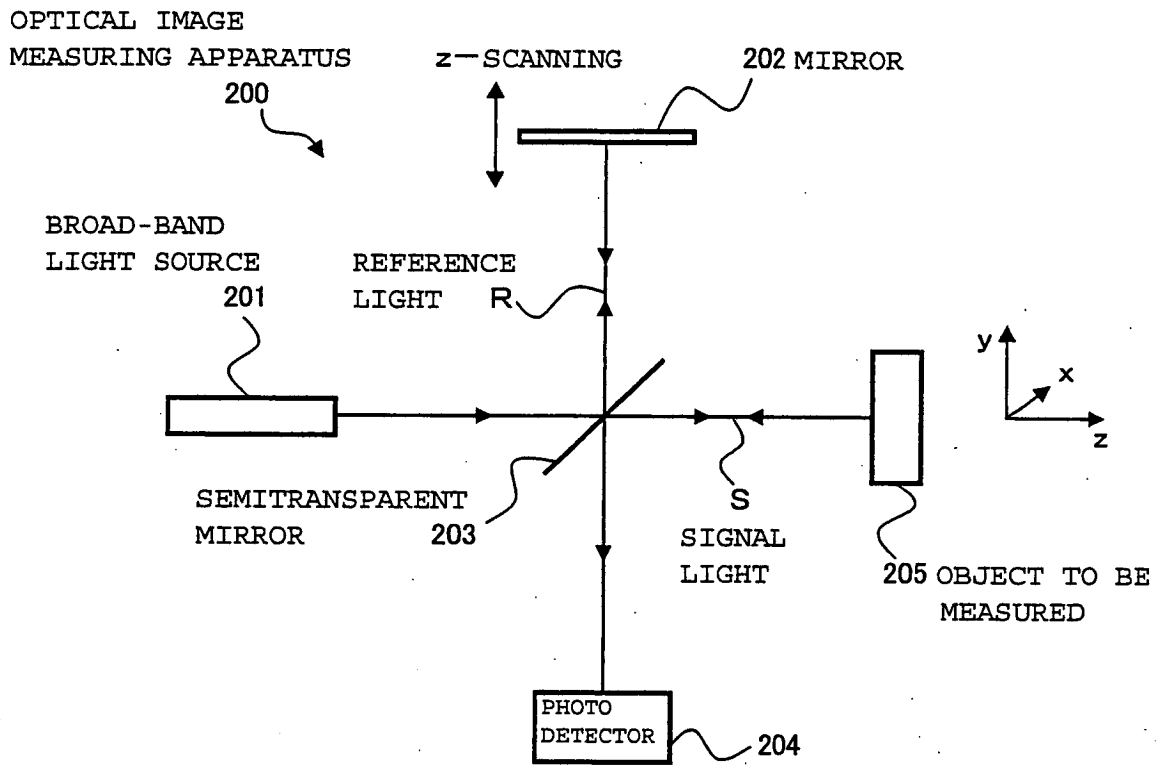 OPTICAL IMAGE
MEASURING APPARATUS
200
z—SCANNING
202 MIRROR
BROAD-BAND
LIGHT SOURCE
201
REFERENCE
LIGHT R
y
x
z
SEMITRANSPARENT
MIRROR 203
S
SIGNAL
LIGHT
205 OBJECT TO BE
MEASURED
PHOTO
DETECTOR
204